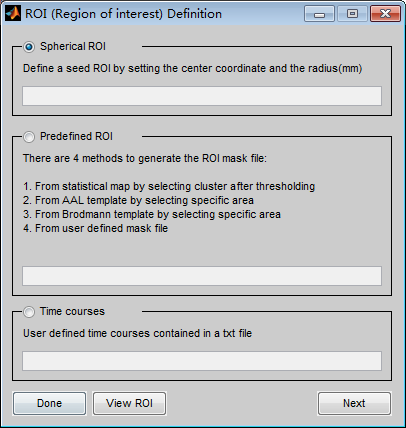 ROI (Region of interest) Definition
Spherical ROI
Define a seed ROI by setting the center coordinate and the radius(mm)
Predefined ROI
There are 4 methods to generate the ROI mask file:
1. From statistical map by selecting cluster after thresholding
2. From AAL template by selecting specific area
3. From Brodmann template by selecting specific area
4. From user defined mask file
Time courses
User defined time courses contained in a txt file
Done
View ROI
Next